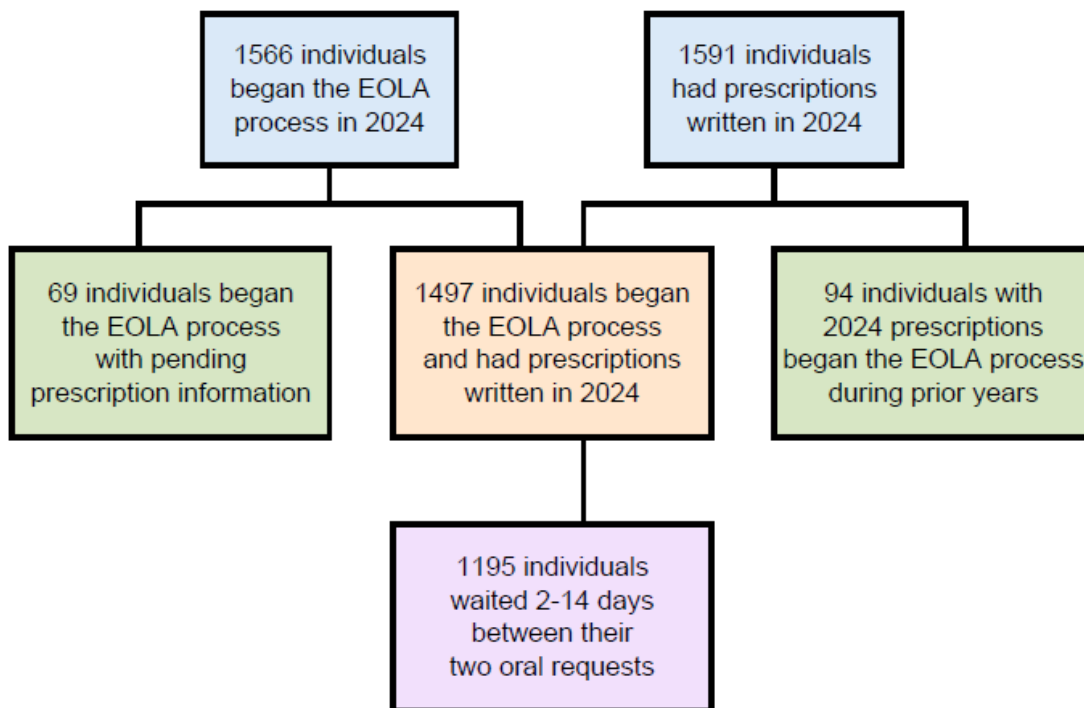 1566 individuals
began the EOLA
process in 2024
1591 individuals
had prescriptions
written in 2024
69 individuals began
the EOLA process
with pending
prescription information
1497 individuals began
the EOLA process
and had prescriptions
written in 2024
94 individuals with
2024 prescriptions
began the EOLA process
during prior years
1195 individuals
waited 2-14 days
between their
two oral requests